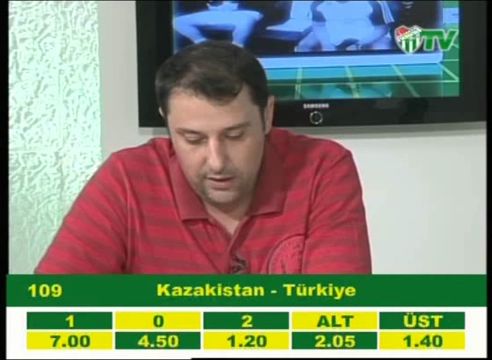 TV
SAMSUNG
109 Kazakistan - Türkiye
1 0 2 ALT ÜST
7.00 4.50 1.20 2.05 1.40